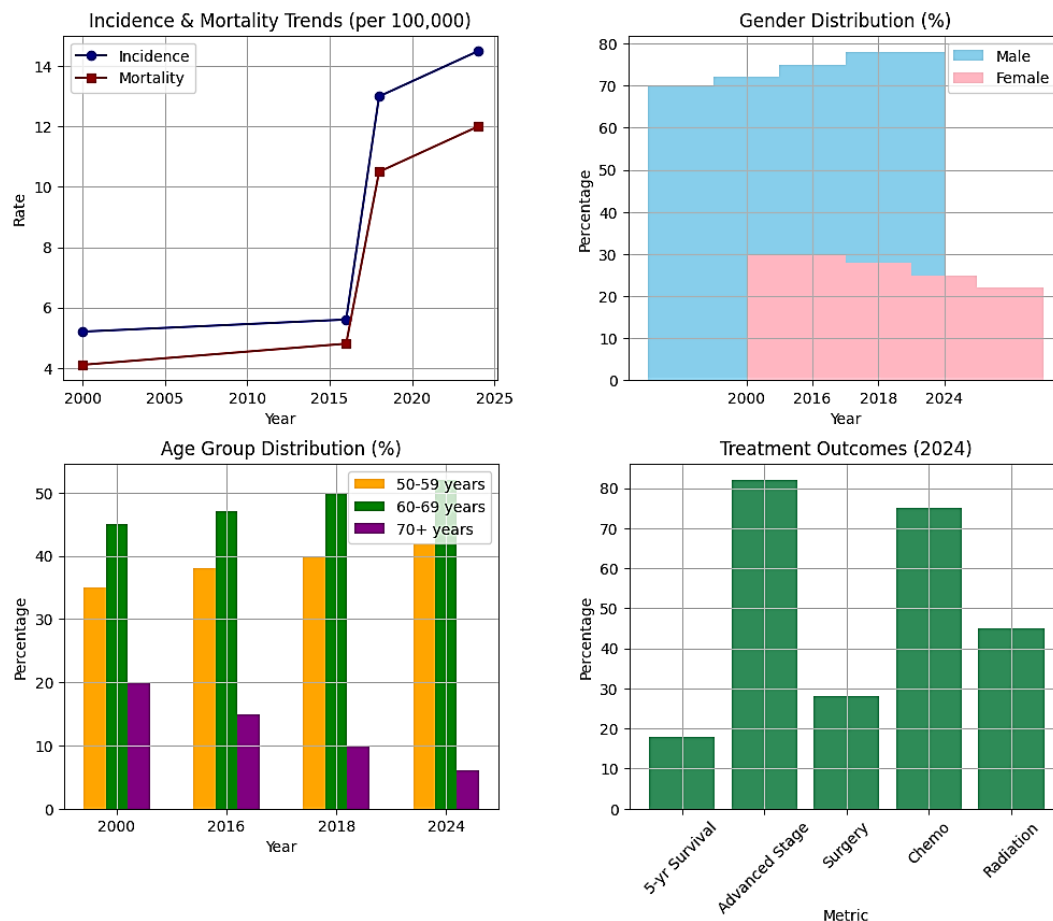 Incidence & Mortality Trends (per 100,000)
Incidence
Mortality
14
12
10
8
6
4
Rate
2000
2005
2010
2015
2020
2025
Year
Gender Distribution (%)
Male
Female
80
70
60
50
40
30
20
10
0
Percentage
2000
2016
2018
2024
Year
Age Group Distribution (%)
50-59 years
60-69 years
70+ years
50
40
30
20
10
0
Percentage
2000
2016
2018
2024
Year
Treatment Outcomes (2024)
80
70
60
50
40
30
20
10
0
Percentage
5-yr Survival
Advanced Stage
Surgery
Chemo
Radiation
Metric